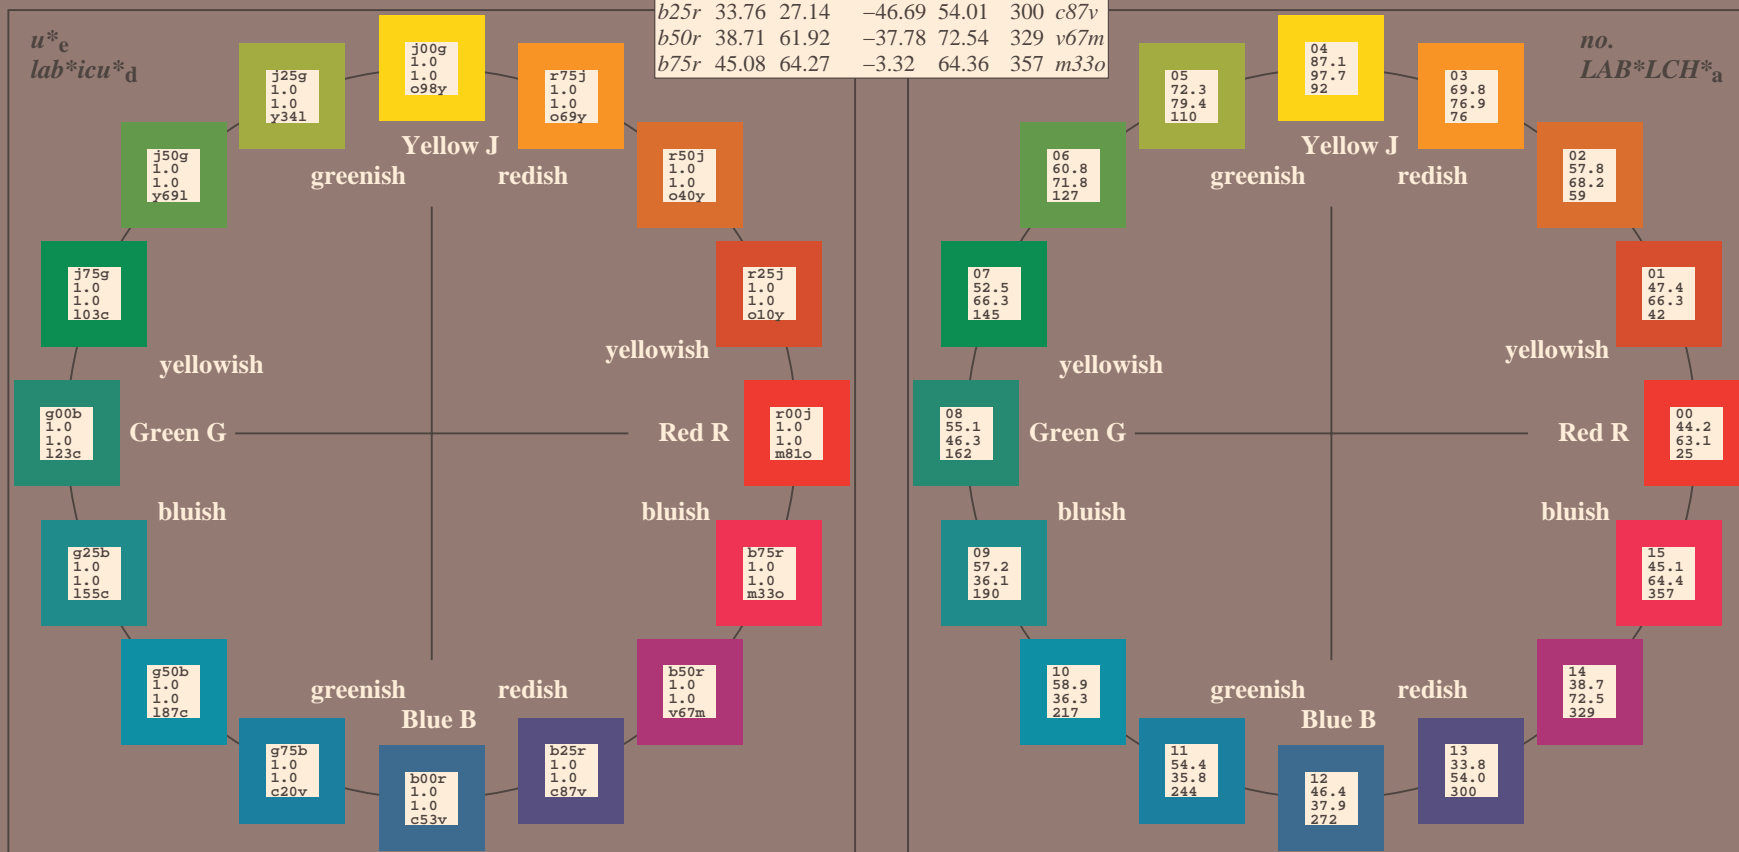 b25r 33.76 27.14 −46.69 54.01 300 c87v
b50r 38.71 61.92 −37.78 72.54 329 v67m
b75r 45.08 64.27 −3.32 64.36 357 m33o
u*e
lab*icu*d
j00g
1.0
1.0
o98y
r75j
1.0
1.0
o69y
r50j
1.0
1.0
o40y
r25j
1.0
1.0
o10y
r00j
1.0
1.0
m81o
b75r
1.0
1.0
m33o
b50r
1.0
1.0
v67m
b25r
1.0
1.0
c87v
b00r
1.0
1.0
c53v
g75b
1.0
1.0
c20v
g50b
1.0
1.0
l87c
g25b
1.0
1.0
l55c
g00b
1.0
1.0
l23c
j75g
1.0
1.0
l03c
j50g
1.0
1.0
y69l
j25g
1.0
1.0
y34l
Yellow J
greenish redish
yellowish yellowish
Green G Red R
bluish bluish
greenish redish
Blue B
no.
LAB*LCH*a
04
87.1
97.7
92
03
69.8
76.9
76
02
57.8
68.2
59
01
47.4
66.3
42
00
44.2
63.1
25
15
45.1
64.4
357
14
38.7
72.5
329
13
33.8
54.0
300
12
46.4
37.9
272
11
54.4
35.8
244
10
58.9
36.3
217
09
57.2
36.1
190
08
55.1
46.3
162
07
52.5
66.3
145
06
60.8
71.8
127
05
72.3
79.4
110
Yellow J
greenish redish
yellowish yellowish
Green G Red R
bluish bluish
greenish redish
Blue B